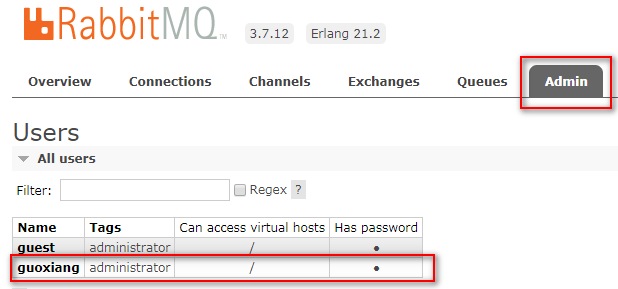 RabbitMQ TM 3.7.12 Erlang 21.2
Overview Connections Channels Exchanges Queues Admin
Users
All users
Filter: Regex ?
Name Tags Can access virtual hosts Has password
guest administrator / ●
guoxiang administrator / ●